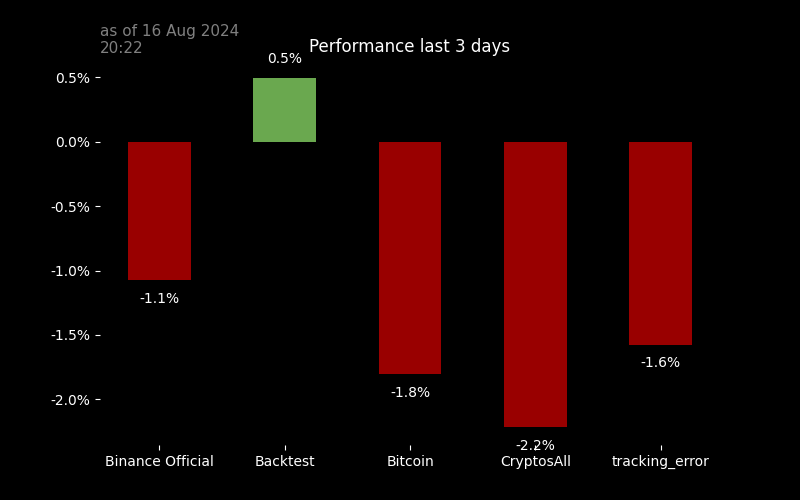 as of 16 Aug 2024
20:22
Performance last 3 days
0.5%
0.5%
0.0%
-0.5%
-1.0%
-1.1%
-1.5%
-1.6%
-1.8%
-2.0%
-2.2%
Binance Official
Backtest
Bitcoin
CryptosAll
tracking_error